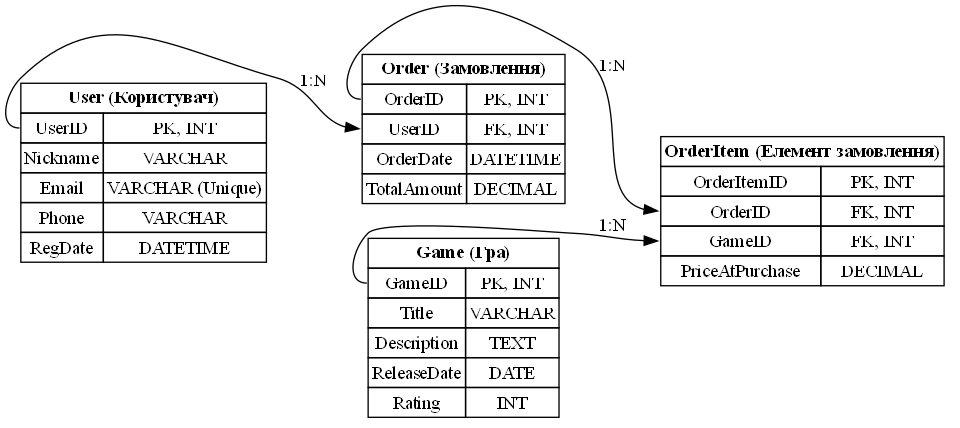 User (Користувач)
UserID PK, INT
Nickname VARCHAR
Email VARCHAR (Unique)
Phone VARCHAR
RegDate DATETIME
1:N
Order (Замовлення)
OrderID PK, INT
UserID FK, INT
OrderDate DATETIME
TotalAmount DECIMAL
1:N
Game (Гра)
GameID PK, INT
Title VARCHAR
Description TEXT
ReleaseDate DATE
Rating INT
1:N
OrderItem (Елемент замовлення)
OrderItemID PK, INT
OrderID FK, INT
GameID FK, INT
PriceAtPurchase DECIMAL